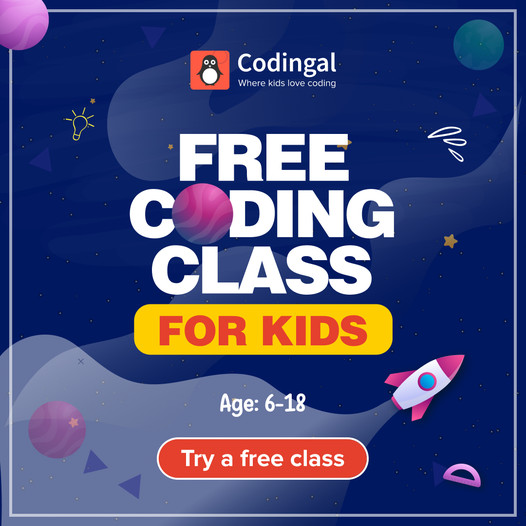 Codingal
Where kids love coding
FREE
CODING
CLASS
FOR KIDS
Age: 6-18
Try a free class